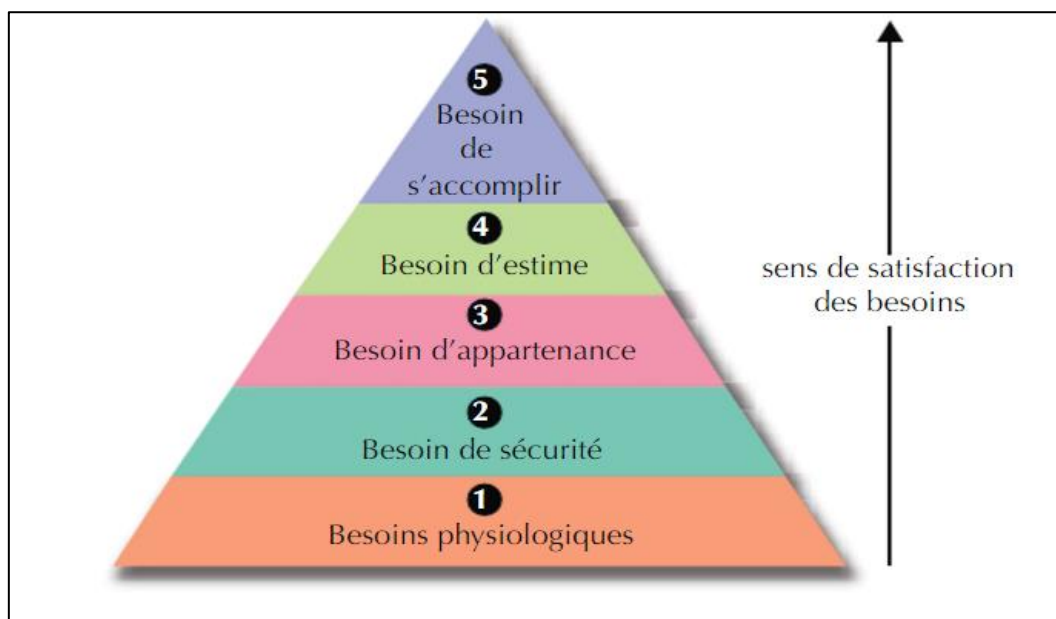 5
Besoin
de
s'accomplir
4
Besoin d'estime
3
Besoin d'appartenance
2
Besoin de sécurité
1
Besoins physiologiques
sens de satisfaction
des besoins